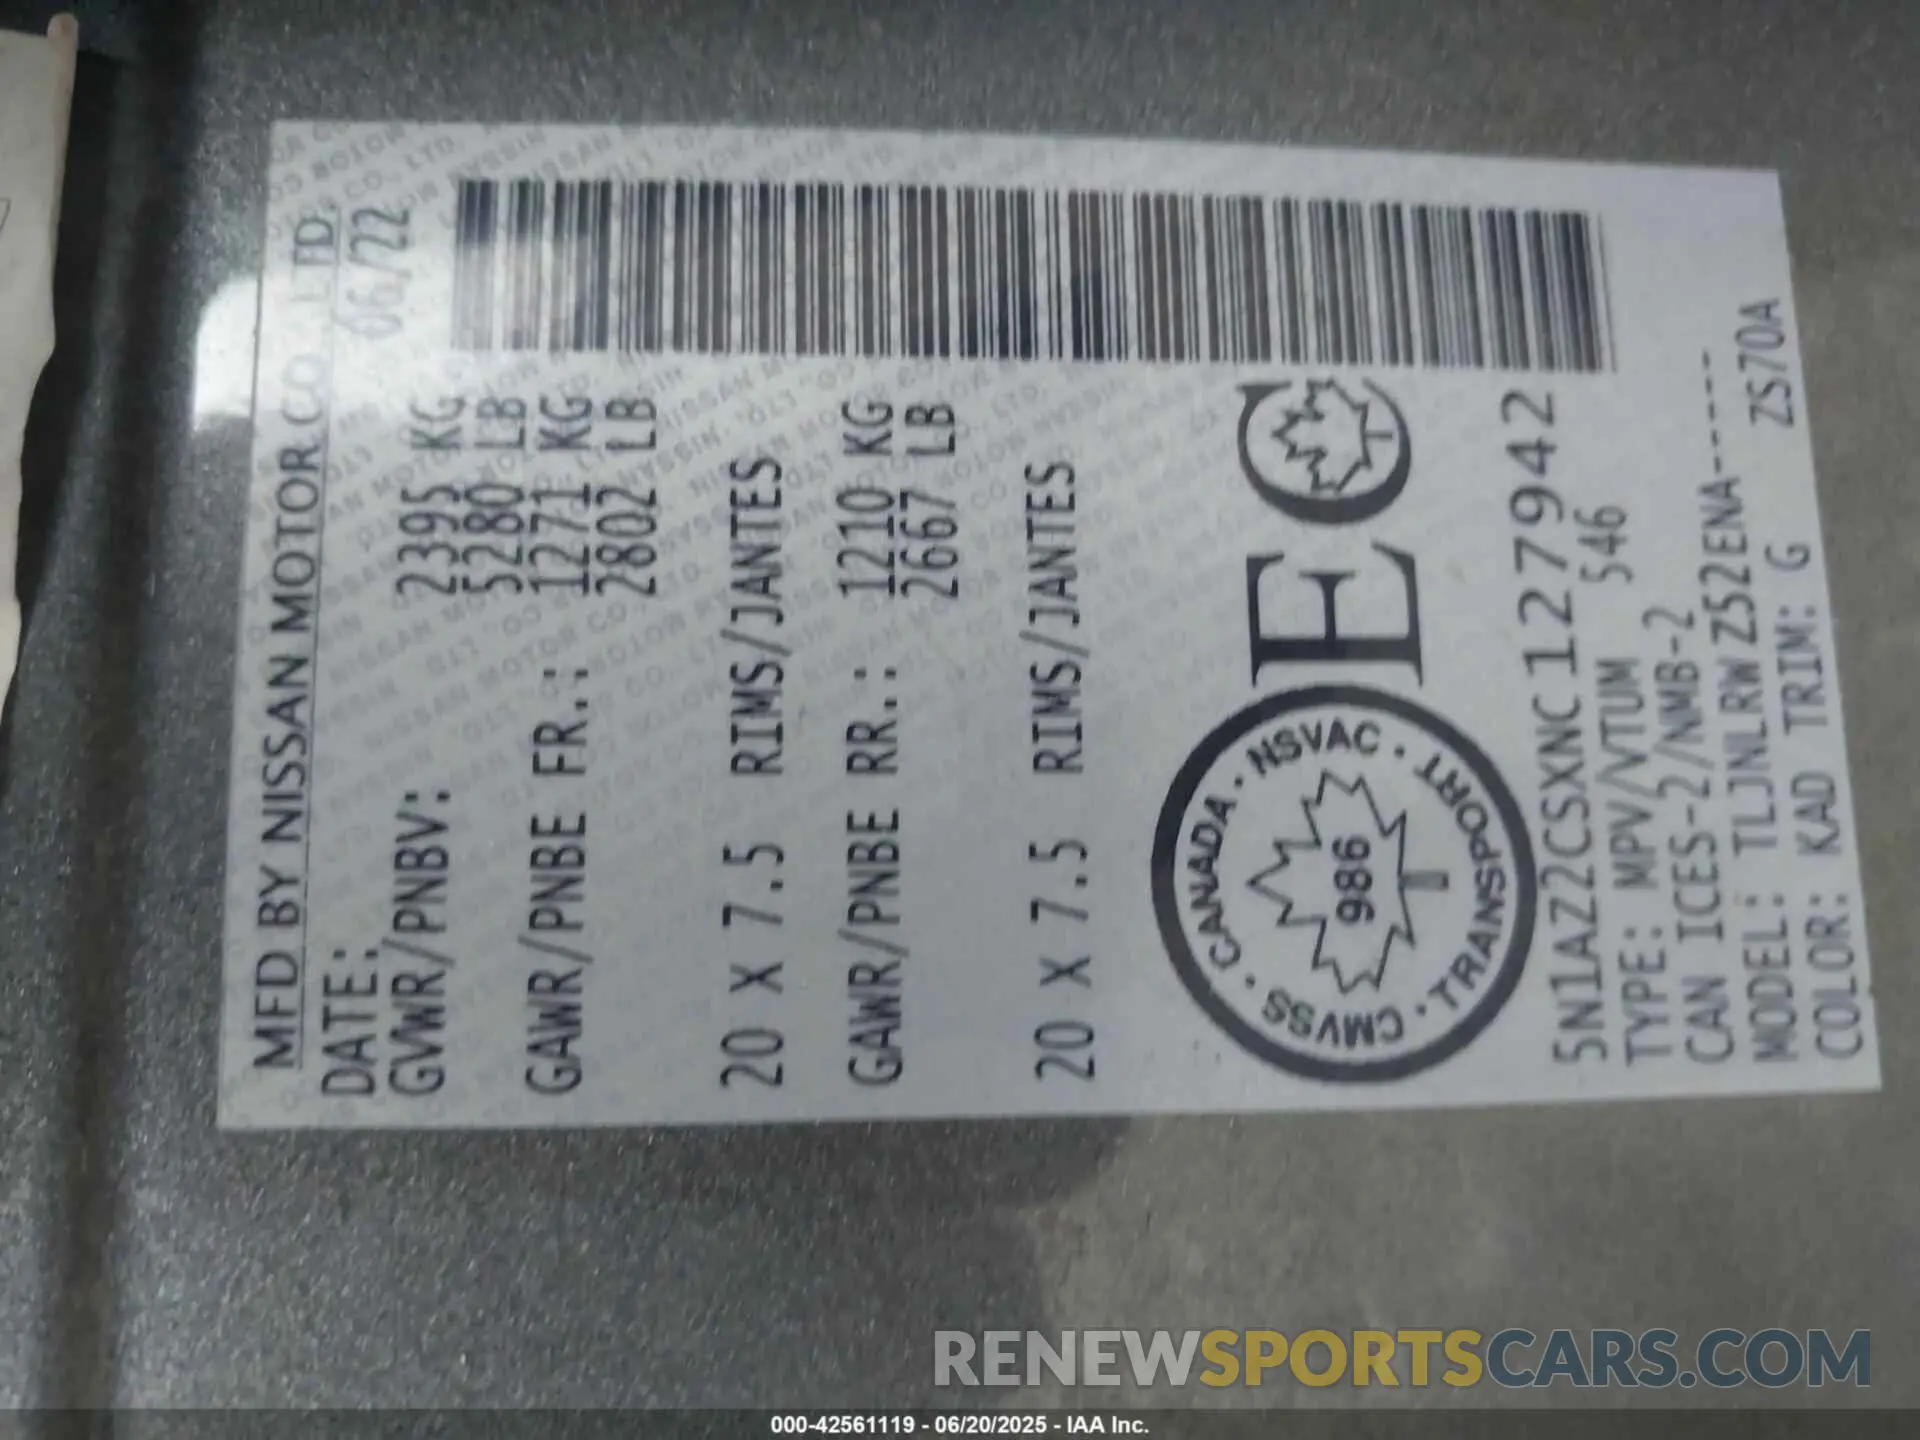 MFD BY NISSAN MOTOR CO., LTD.
DATE: 06/22
GVWR/PNBV: 2395 KG
5280 LB
GAWR/PNBE FR.: 1271 KG
2802 LB
20 X 7.5 RIMS/JANTES
GAWR/PNBE RR.: 1210 KG
2667 LB
20 X 7.5 RIMS/JANTES
CMVSS · CANADA · NSVAC · TRANSPORT ·
986
EC
5N1AZ2CSXNC127942
TYPE: MPV/VTUM 546
CAN ICES-2/NMB-2
MODEL: TLJNLRWZ52ENA-----
COLOR: KAD TRIM: G ZS70A
RENEWSPORTSCARS.COM
000-42561119 - 06/20/2025 - IAA Inc.